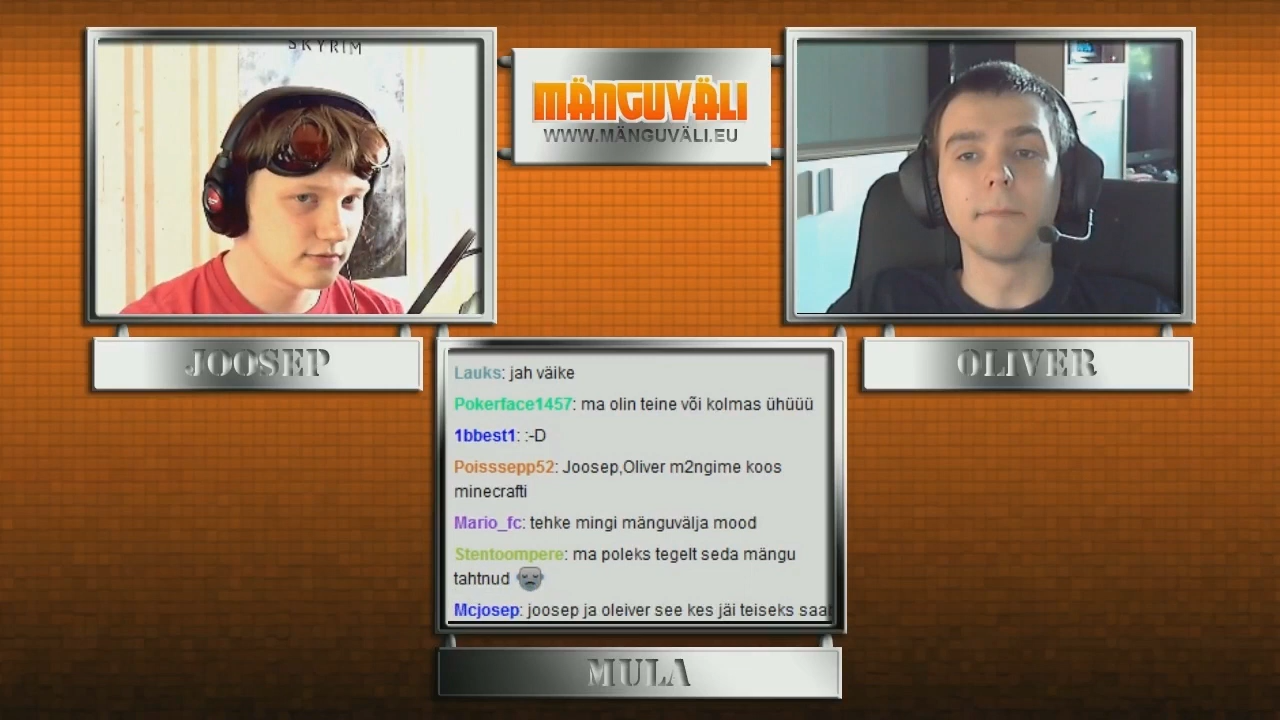 SKYRIM
MÄNGUVÄLI
WWW.MÄNGUVÄLI.EU
JOOSEP
OLIVER
Lauks: jah väike
Pokerface1457: ma olin teine või kolmas ühüüü
1bbest1: :-D
Poisssepp52: Joosep,Oliver m2ngime koos
minecrafti
Mario_fc: tehke mingi mänguvälja mood
Stentoompere: ma poleks tegelt seda mängu
tahtnud
Mcjosep: joosep ja oleiver see kes jäi teiseks saat
MULA